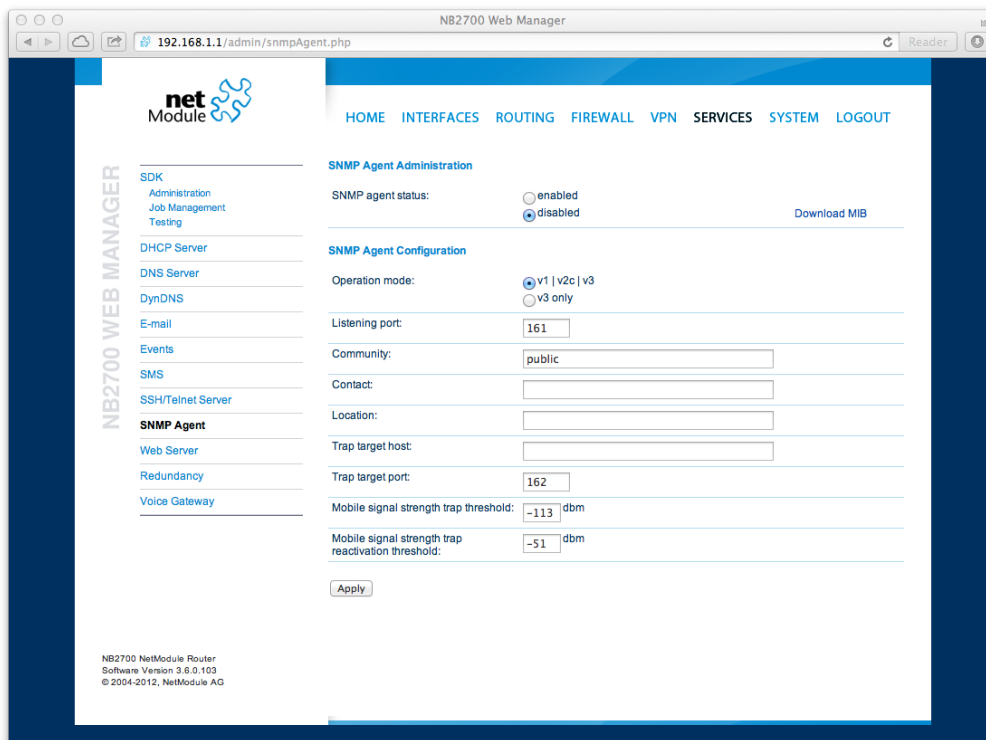 NB2700 Web Manager
192.168.1.1/admin/snmpAgent.php
Reader
net
Module
HOME INTERFACES ROUTING FIREWALL VPN SERVICES SYSTEM LOGOUT
NB2700 WEB MANAGER
SDK
Administration
Job Management
Testing
DHCP Server
DNS Server
DynDNS
E-mail
Events
SMS
SSH/Telnet Server
SNMP Agent
Web Server
Redundancy
Voice Gateway
SNMP Agent Administration
SNMP agent status:
enabled
disabled
Download MIB
SNMP Agent Configuration
Operation mode:
v1 | v2c | v3
v3 only
Listening port: 161
Community: public
Contact:
Location:
Trap target host:
Trap target port: 162
Mobile signal strength trap threshold: -113 dbm
Mobile signal strength trap
reactivation threshold: -51 dbm
Apply
NB2700 NetModule Router
Software Version 3.6.0.103
© 2004-2012, NetModule AG